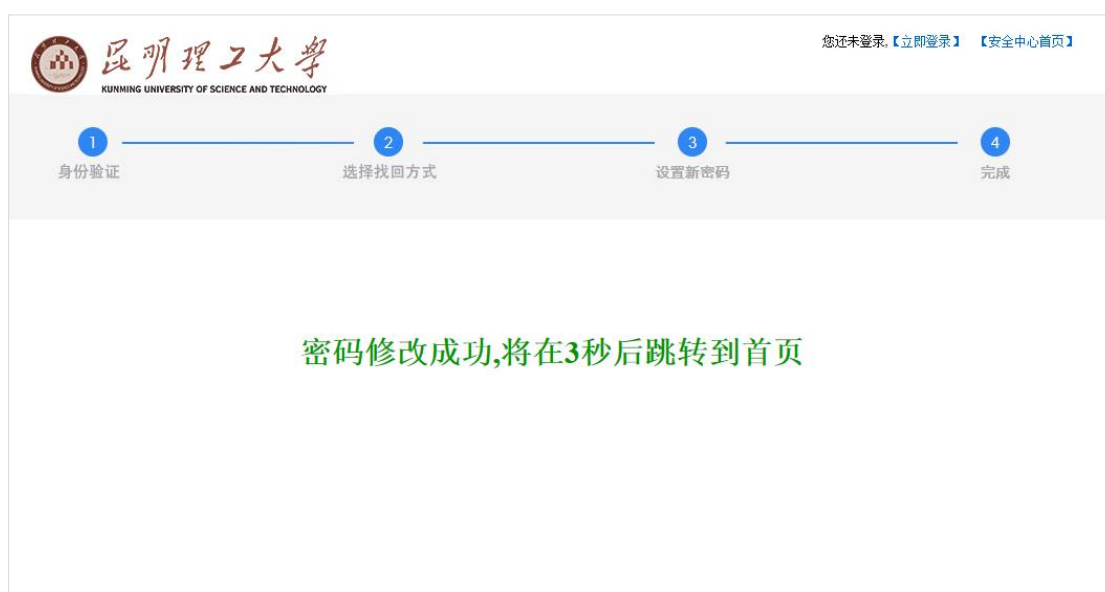 昆明理工大学
KUNMING UNIVERSITY OF SCIENCE AND TECHNOLOGY
您还未登录,【立即登录】 【安全中心首页】
1 2 3 4
身份验证 选择找回方式 设置新密码 完成
密码修改成功,将在3秒后跳转到首页